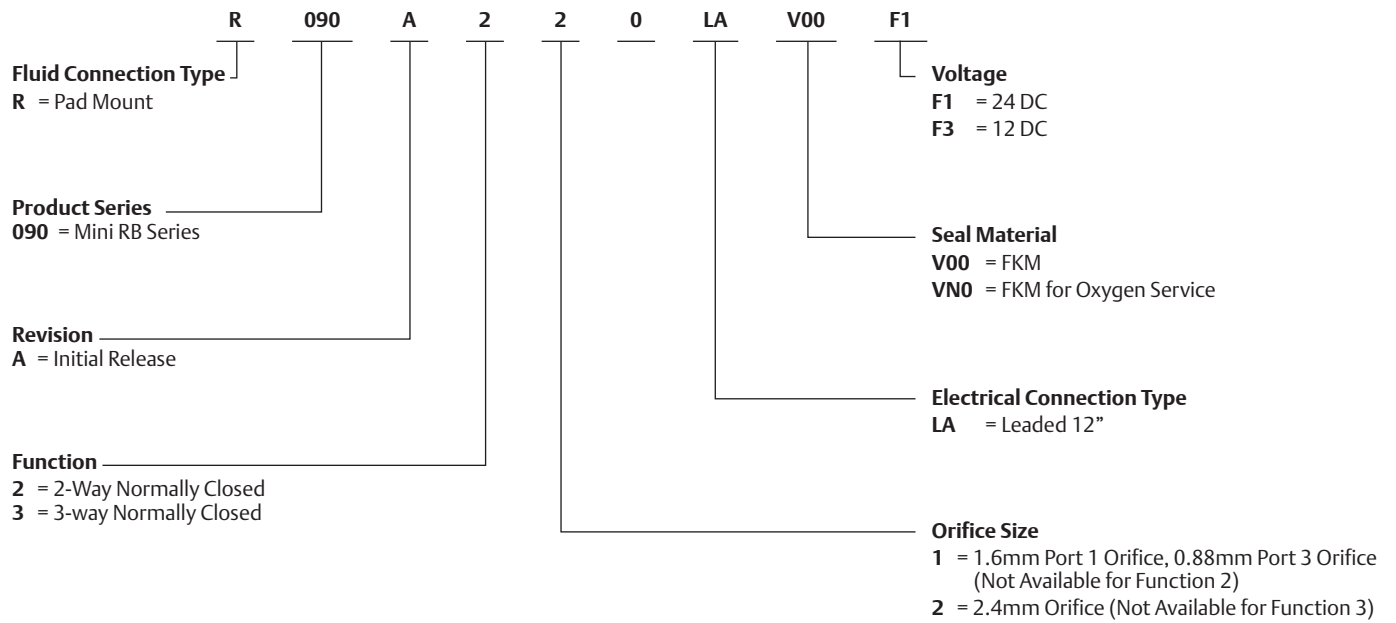 R 090 A 2 2 0 LA V00 F1
Fluid Connection Type
R = Pad Mount
Product Series
090 = Mini RB Series
Revision
A = Initial Release
Function
2 = 2-Way Normally Closed
3 = 3-way Normally Closed
Voltage
F1 = 24 DC
F3 = 12 DC
Seal Material
V00 = FKM
VN0 = FKM for Oxygen Service
Electrical Connection Type
LA = Leaded 12”
Orifice Size
1 = 1.6mm Port 1 Orifice, 0.88mm Port 3 Orifice
(Not Available for Function 2)
2 = 2.4mm Orifice (Not Available for Function 3)